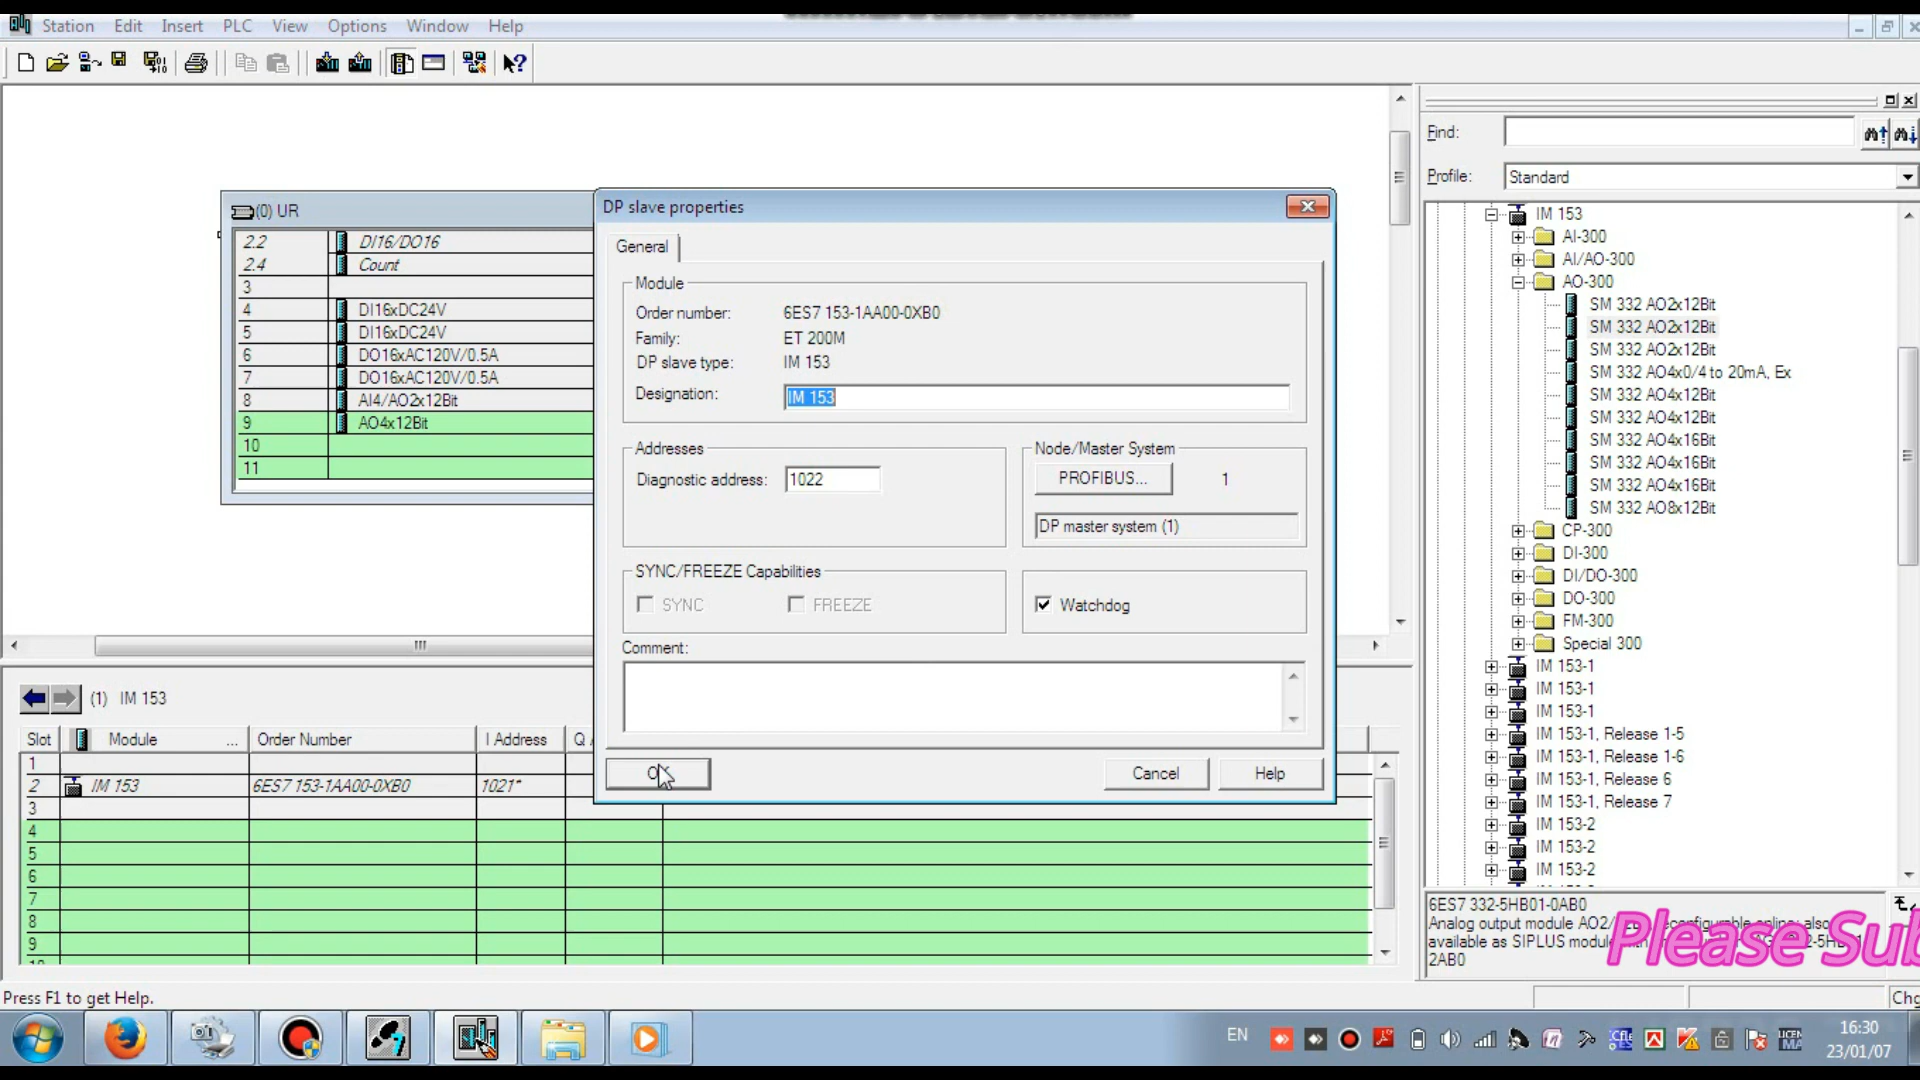 Station Edit Insert PLC View Options Window Help
Find:
Profile: Standard
(0) UR
2.2 DI16/DO16
2.4 Count
3
4 DI16xDC24V
5 DI16xDC24V
6 DO16xAC120V/0.5A
7 DO16xAC120V/0.5A
8 AI4/AO2x12Bit
9 AO4x12Bit
10
11
DP slave properties
General
Module
Order number: 6ES7 153-1AA00-0XB0
Family: ET 200M
DP slave type: IM 153
Designation: IM 153
Addresses
Diagnostic address: 1022
Node/Master System
PROFIBUS... 1
DP master system (1)
SYNC/FREEZE Capabilities
SYNC FREEZE
Watchdog
Comment:
Cancel Help
IM 153
AI-300
AI/AO-300
AO-300
SM 332 AO2x12Bit
SM 332 AO2x12Bit
SM 332 AO2x12Bit
SM 332 AO4x0/4 to 20mA, Ex
SM 332 AO4x12Bit
SM 332 AO4x12Bit
SM 332 AO4x16Bit
SM 332 AO4x16Bit
SM 332 AO4x16Bit
SM 332 AO8x12Bit
CP-300
DI-300
DI/DO-300
DO-300
FM-300
Special 300
IM 153-1
IM 153-1
IM 153-1
IM 153-1, Release 1-5
IM 153-1, Release 1-6
IM 153-1, Release 6
IM 153-1, Release 7
IM 153-2
IM 153-2
IM 153-2
(1) IM 153
Slot Module ... Order Number I Address Q
1
2 IM 153 6ES7 153-1AA00-0XB0 1021*
3
4
5
6
7
8
9
6ES7 332-5HB01-0AB0
Analog output module AO2/ online; also
available as SIPLUS module
2AB0
Please Sub
Press F1 to get Help.
Chg
EN
16:30
23/01/07